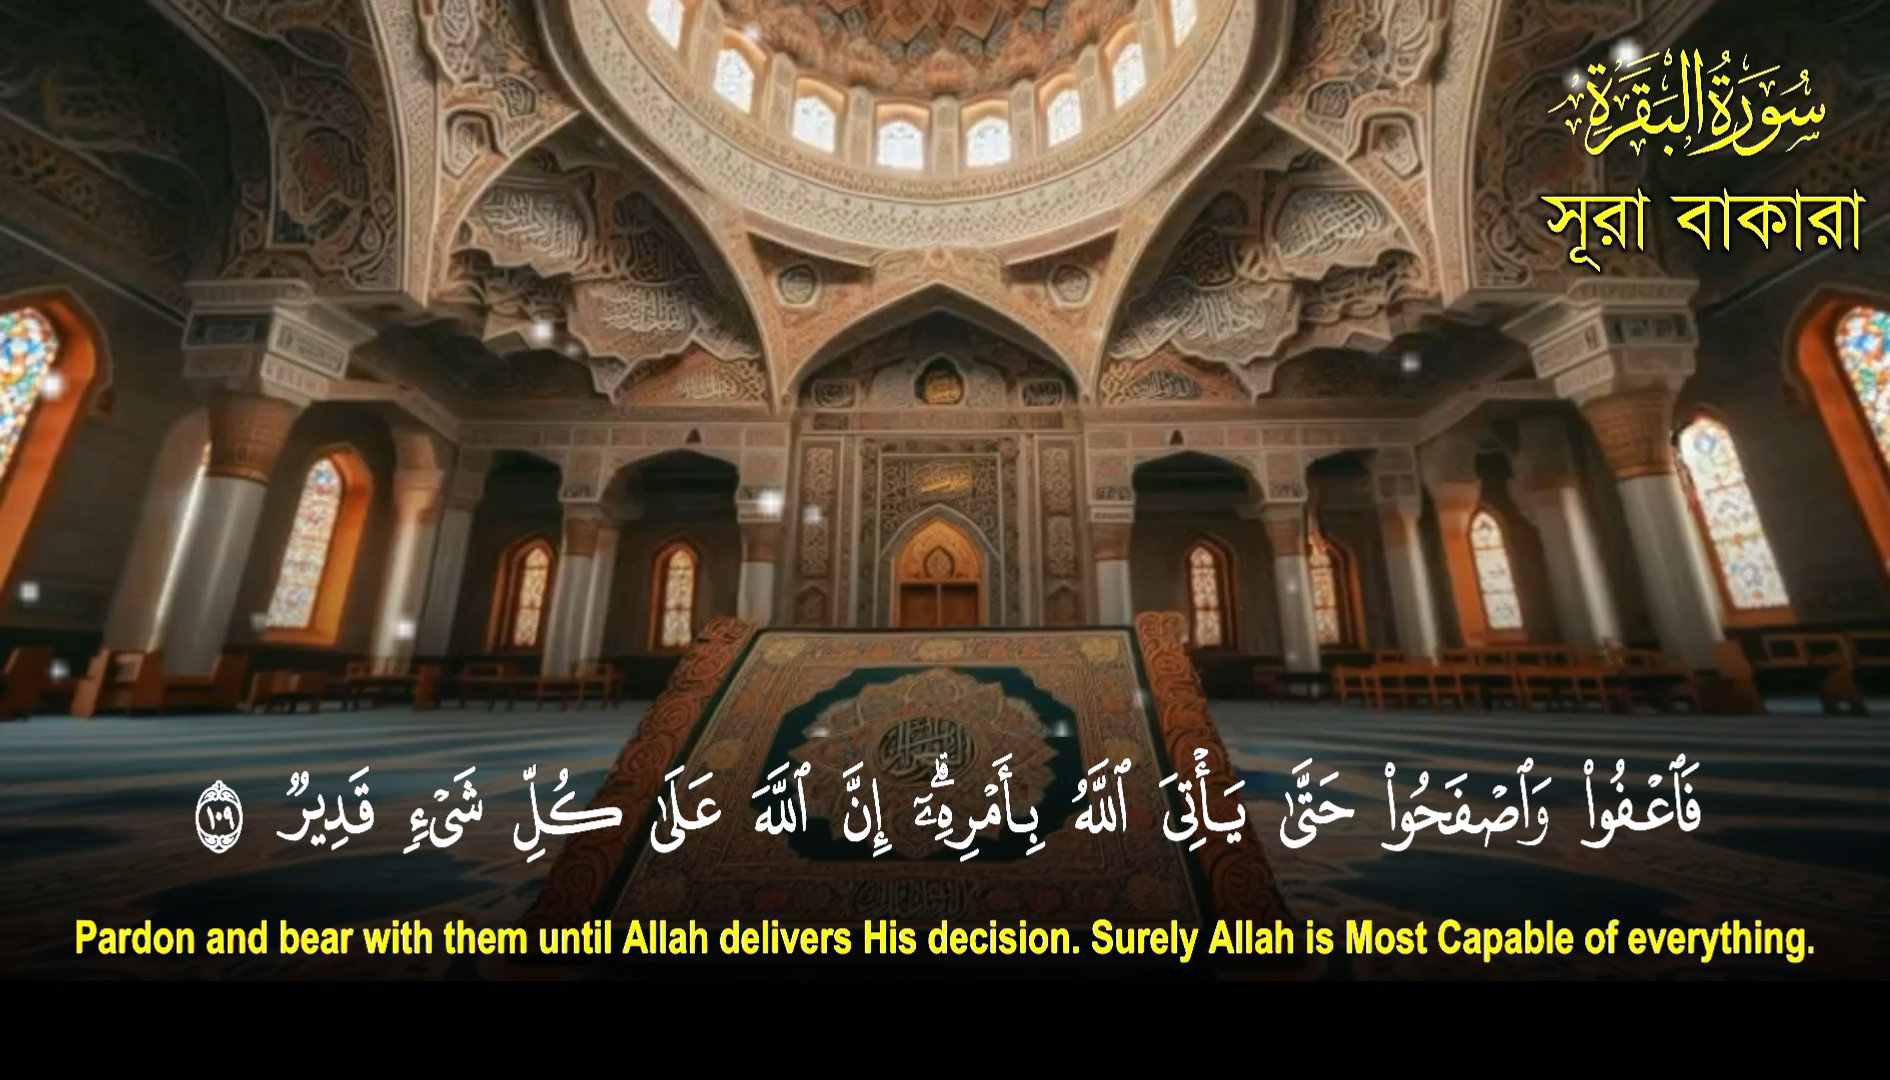 سُورَةُ البَقَرَةِ
সূরা বাকারা
فَٱعْفُوا۟ وَٱصْفَحُوا۟ حَتَّىٰ يَأْتِىَ ٱللَّهُ بِأَمْرِهِۦٓ ۗ إِنَّ ٱللَّهَ عَلَىٰ كُلِّ شَىْءٍ قَدِيرٌ ١٠٩
Pardon and bear with them until Allah delivers His decision. Surely Allah is Most Capable of everything.